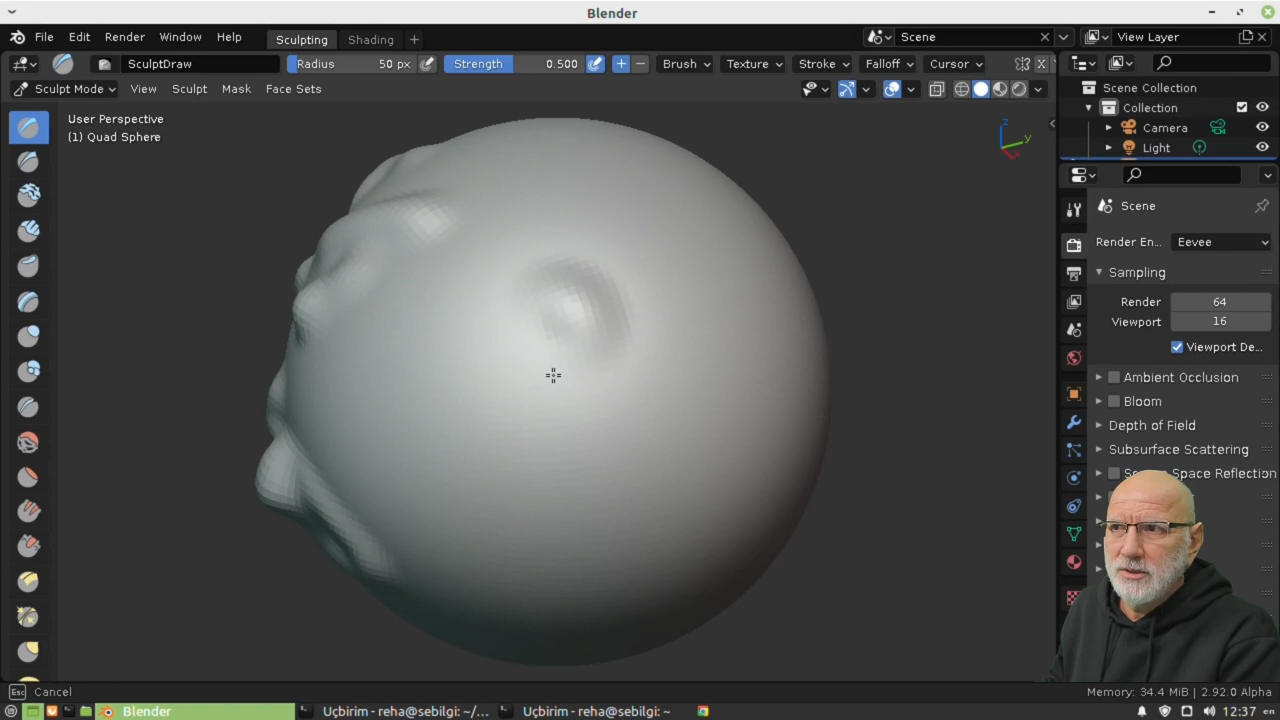 Blender
File Edit Render Window Help Sculpting Shading + Scene View Layer
SculptDraw Radius 50 px Strength 0.500 Brush Texture Stroke Falloff Cursor X
Sculpt Mode View Sculpt Mask Face Sets
Scene Collection
Collection
Camera
Light
User Perspective
(1) Quad Sphere
Z
Y
Scene
Render En... Eevee
Sampling
Render 64
Viewport 16
Viewport De...
Ambient Occlusion
Bloom
Depth of Field
Subsurface Scattering
Space Reflection
Esc Cancel
Memory: 34.4 MiB | 2.92.0 Alpha
Blender Uçbirim - reha@sebilgi: ~/... Uçbirim - reha@sebilgi: ~ 12:37 en